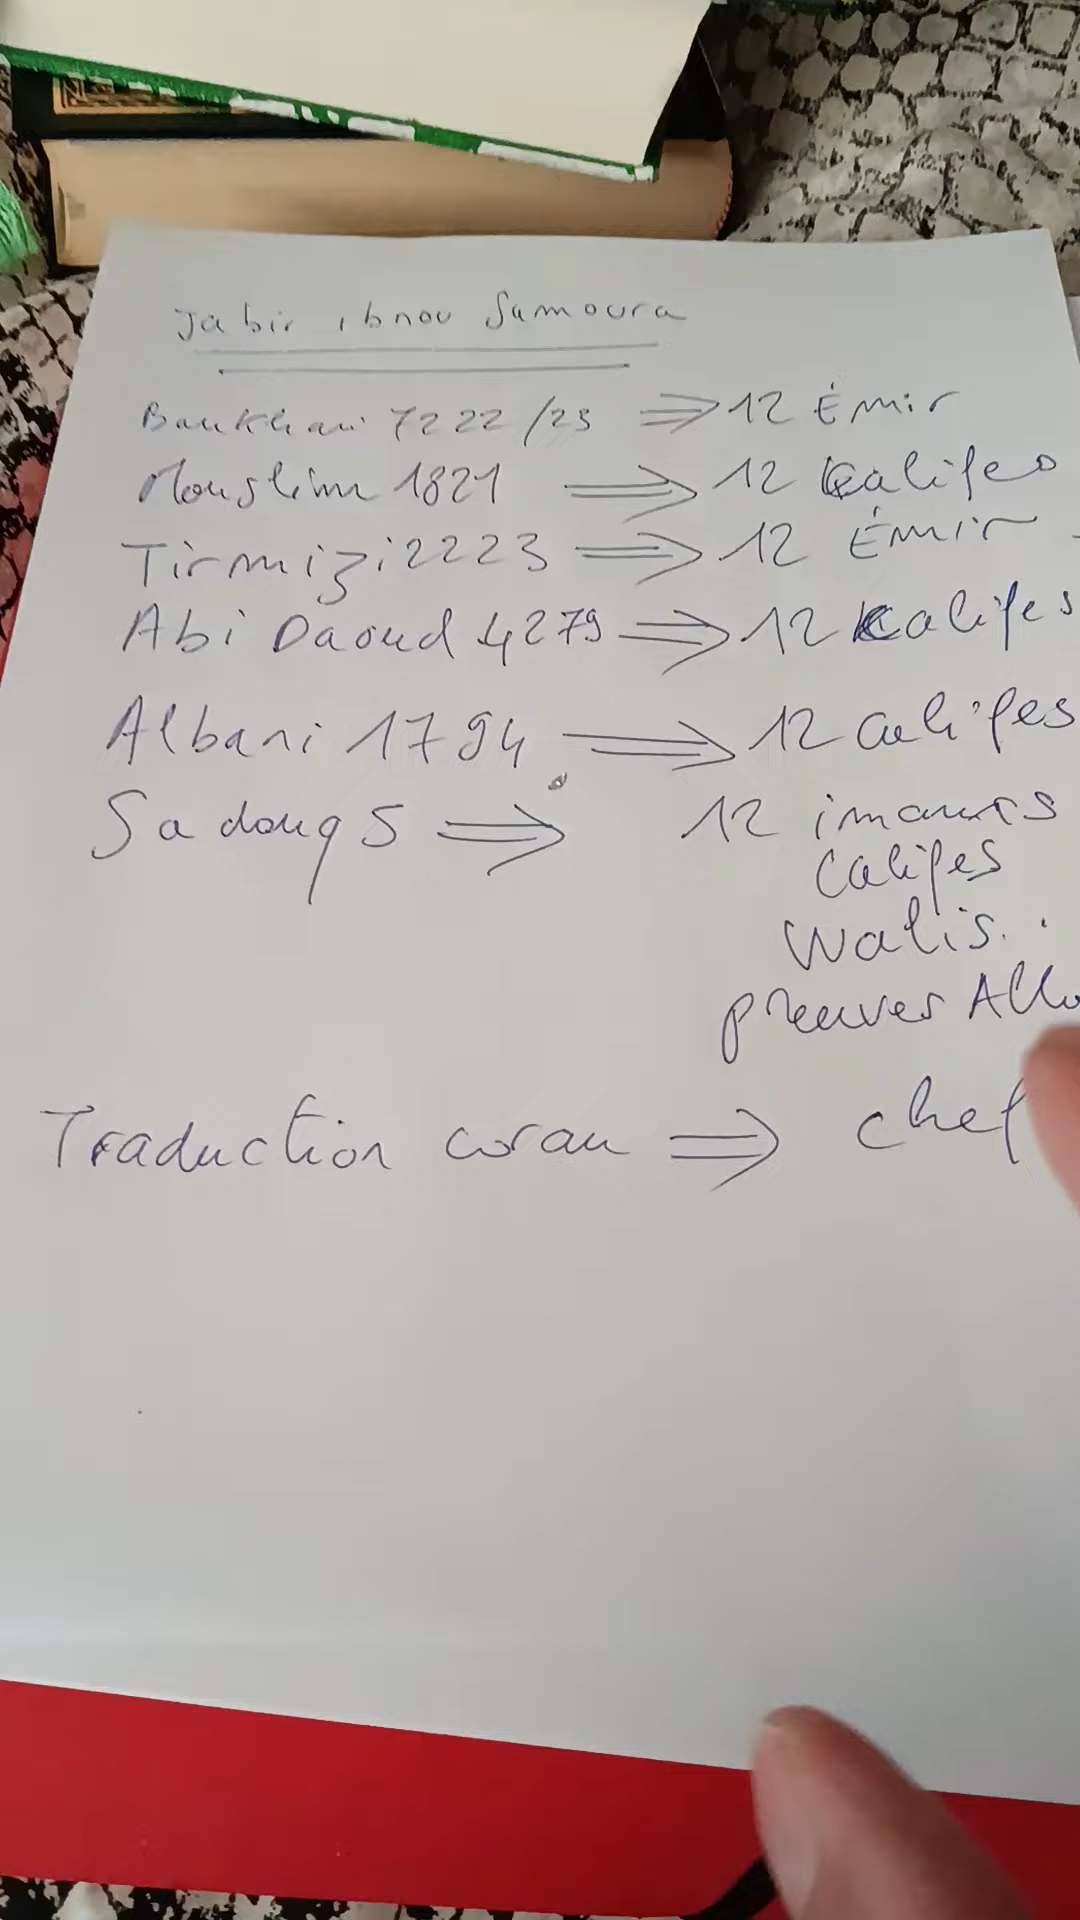 Jabir ibnou Samoura
Boukhari 7222/23 ⇒ 12 Émir
Mouslim 1821 ⇒ 12 Califes
Tirmizi 2223 ⇒ 12 Émir
Abi Daoud 4279 ⇒ 12 Califes
Albani 1794 ⇒ 12 califes
Sadouq 5 ⇒ 12 imams
Califes
Walis..
preuves
Traduction coran ⇒ chef